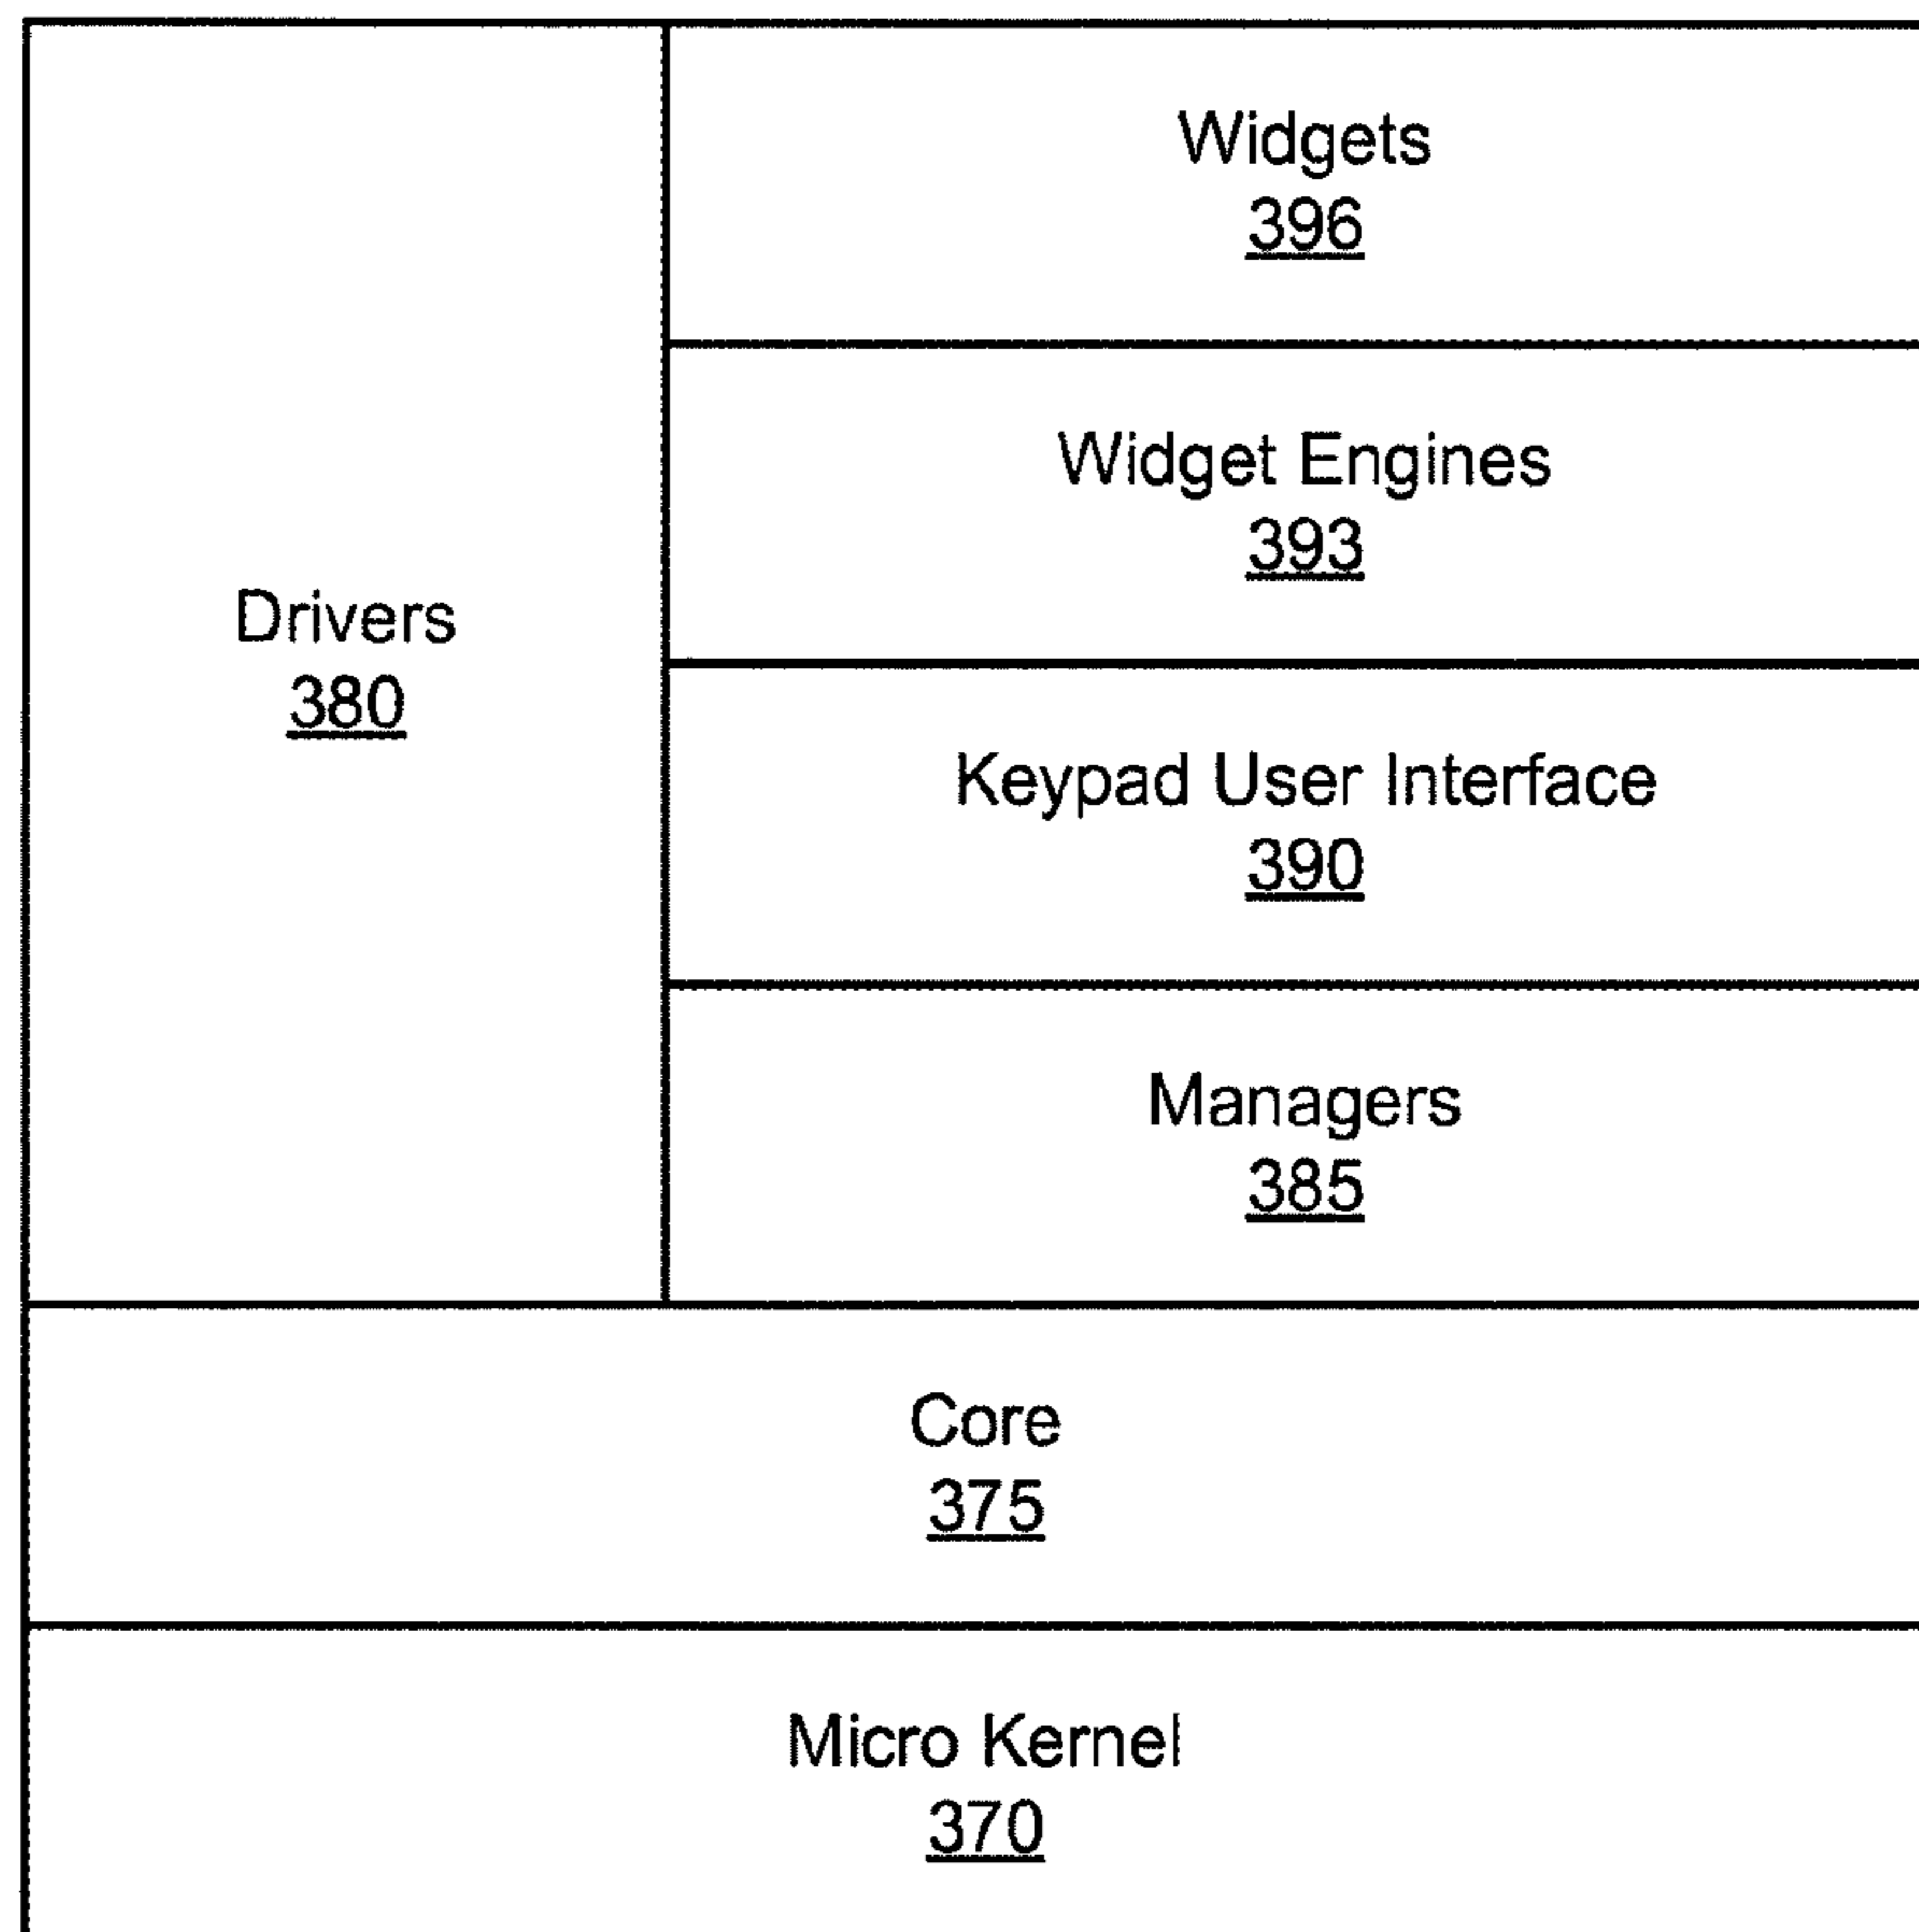 Widgets
396
Widget Engines
393
Drivers
380
Keypad User Interface
390
Managers
385
Core
375
Micro Kernel
370